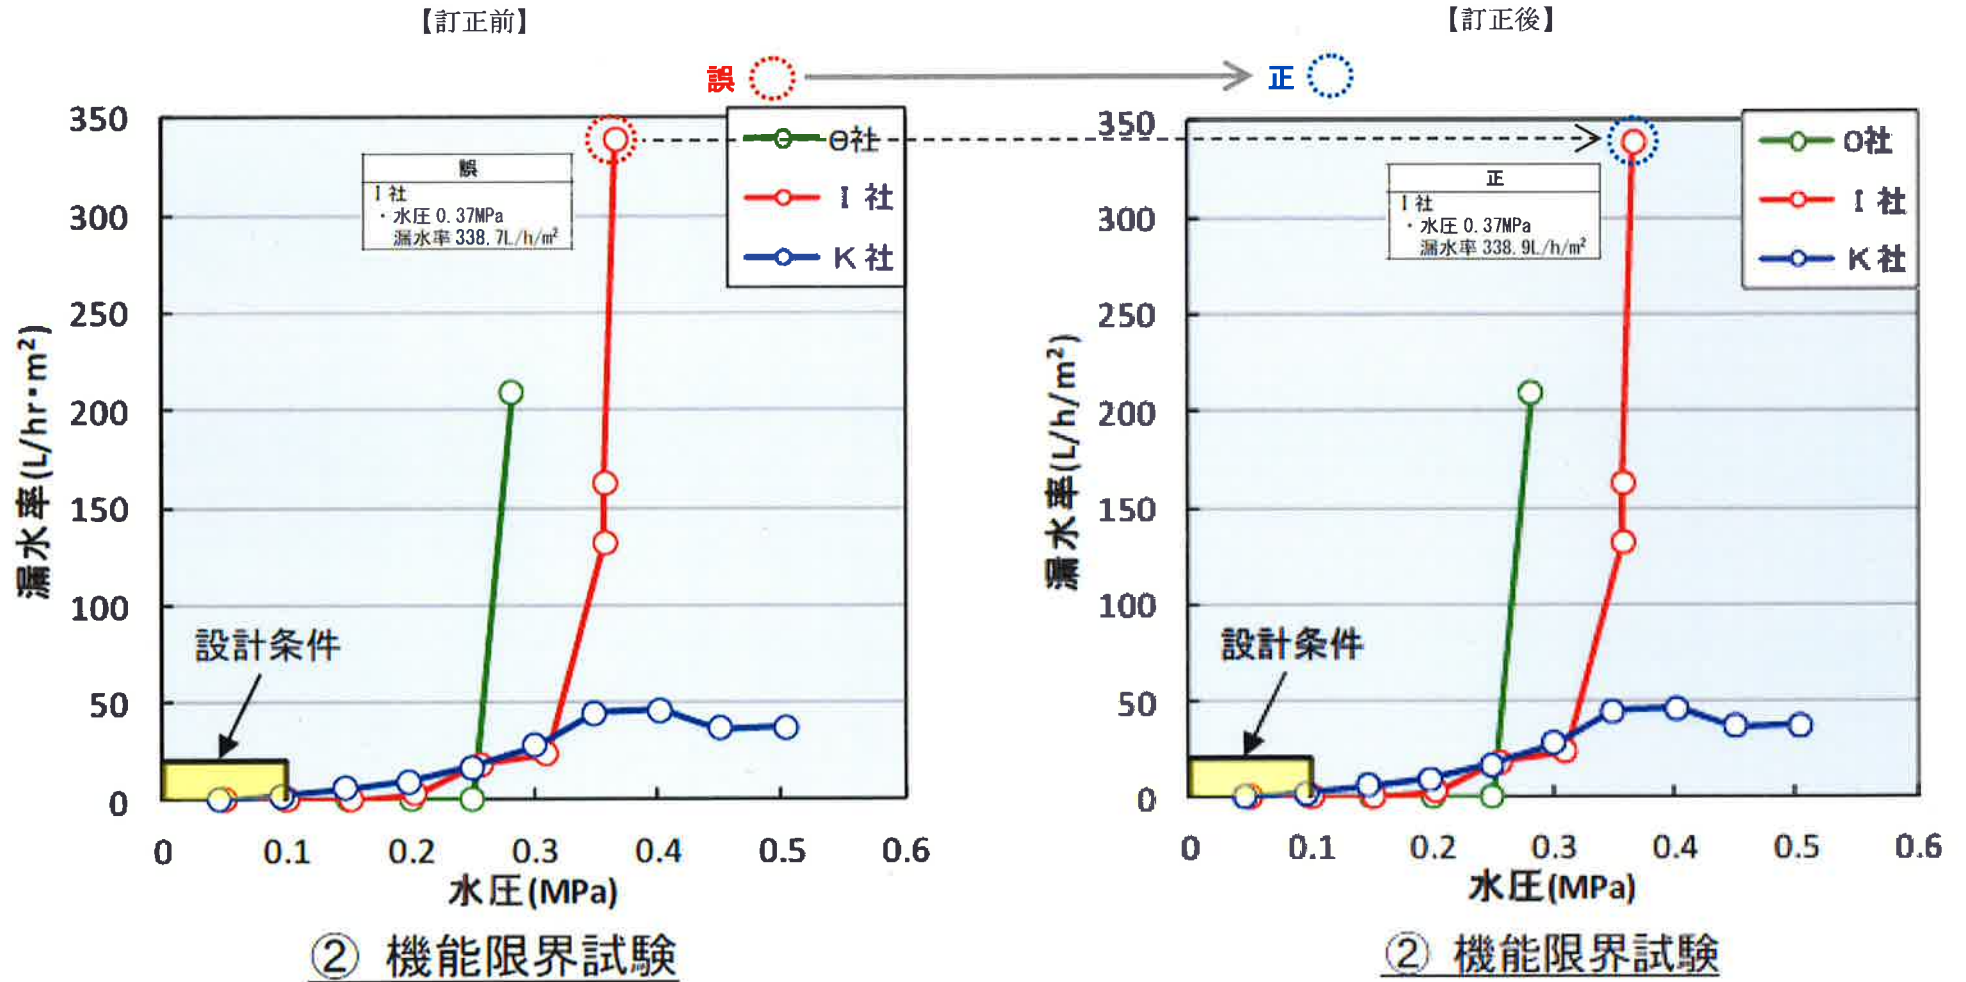 【訂正前】
【訂正後】
誤
正
350
300
250
200
150
100
50
0
0
0.1
0.2
0.3
0.4
0.5
0.6
漏水率(L/hr·m²)
水圧(MPa)
設計条件
誤
I 社
・水圧 0.37MPa
漏水率 338.7L/h/m²
O社
I 社
K 社
② 機能限界試験
350
300
250
200
150
100
50
0
0
0.1
0.2
0.3
0.4
0.5
0.6
漏水率(L/h/m²)
水圧(MPa)
設計条件
正
I 社
・水圧 0.37MPa
漏水率 338.9L/h/m²
O社
I 社
K 社
② 機能限界試験